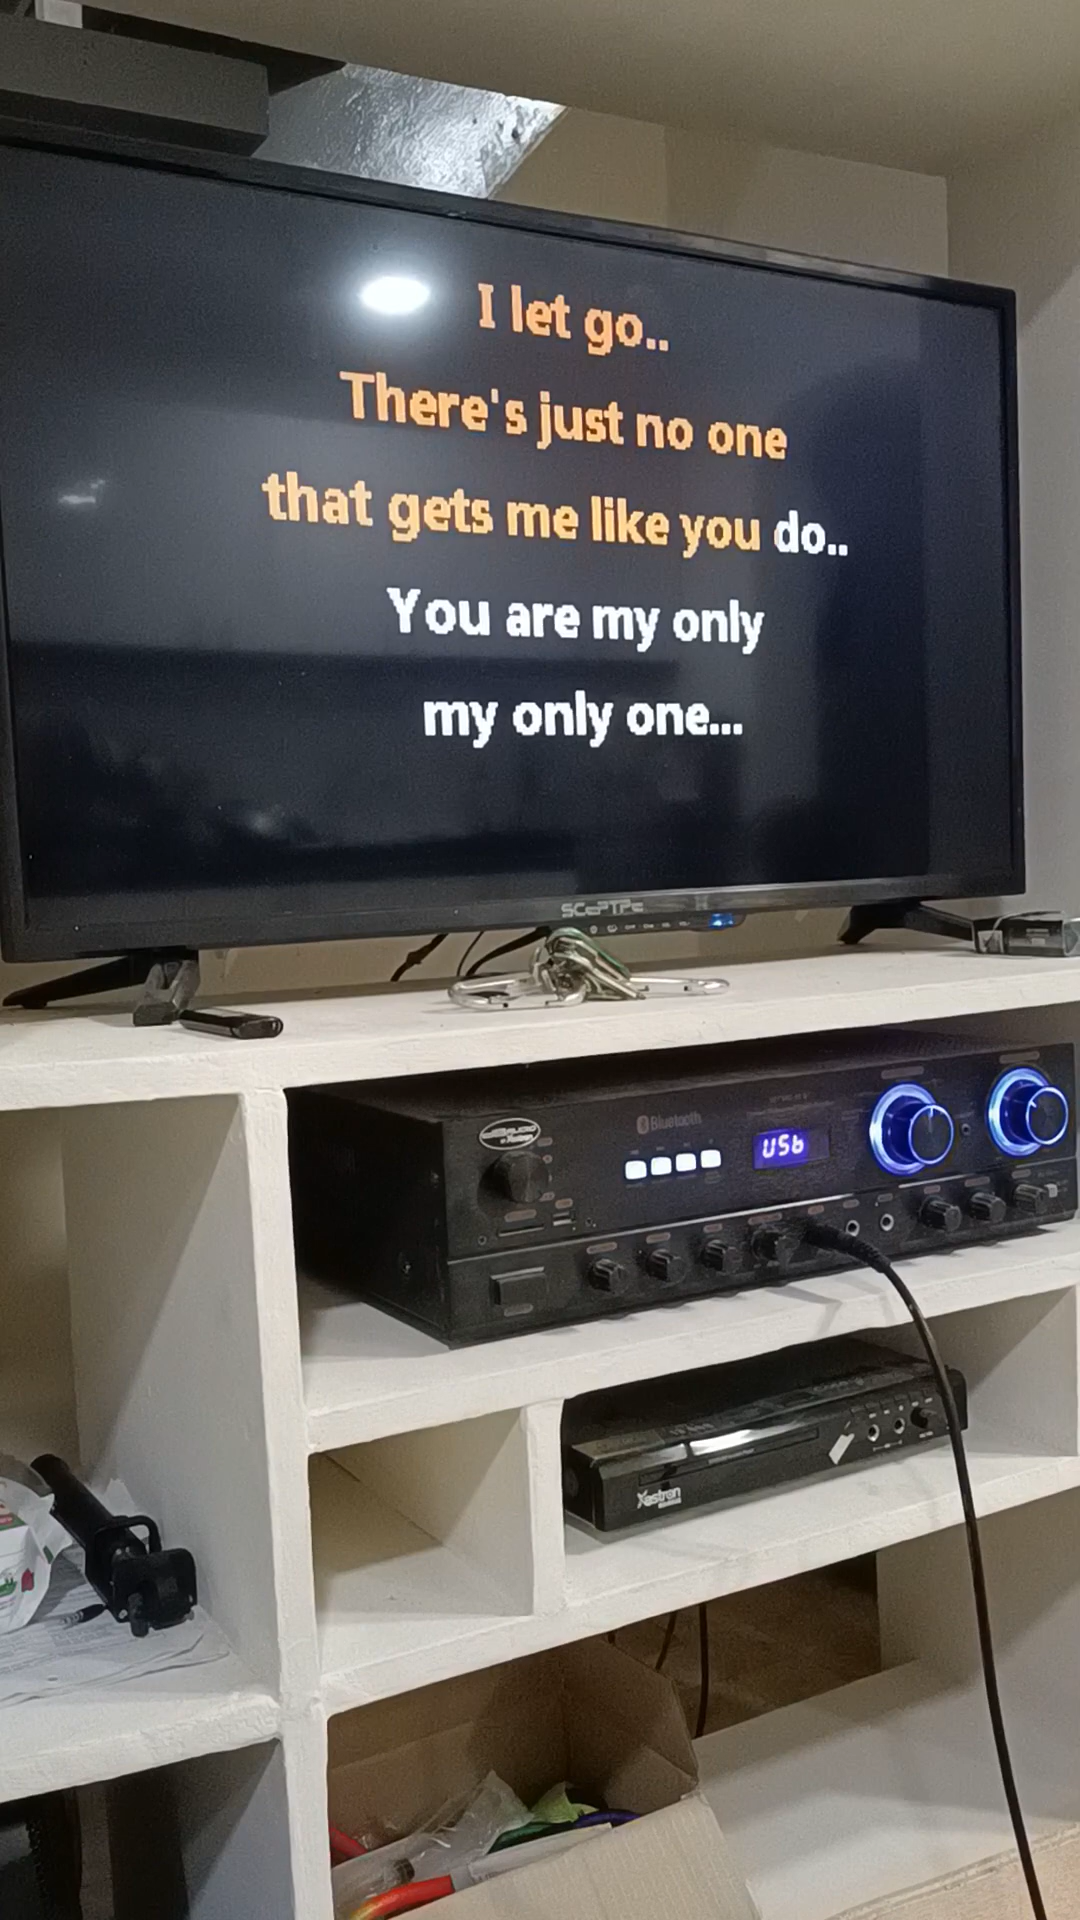 I let go..
There's just no one
that gets me like you do..
You are my only
my only one...
SCEPTRE
Bluetooth
USb
Xestron